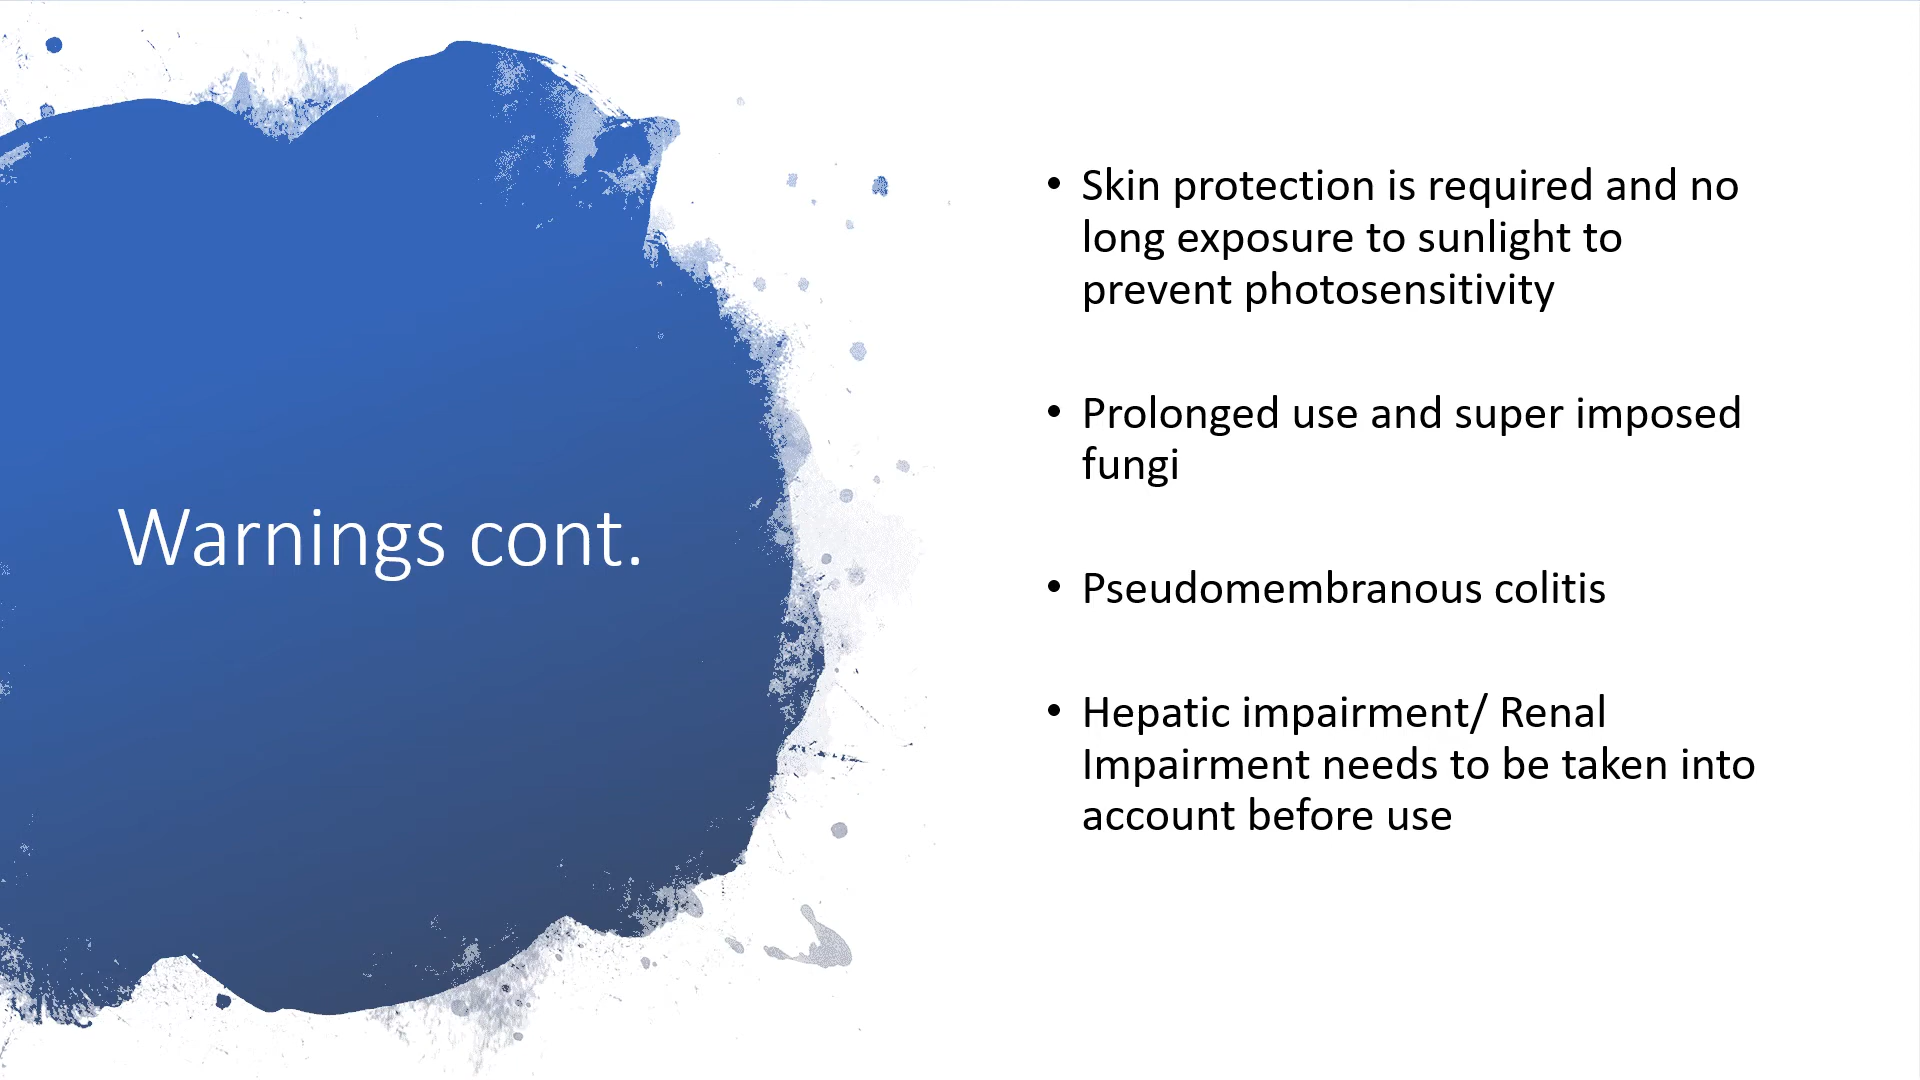 Warnings cont.
• Skin protection is required and no
long exposure to sunlight to
prevent photosensitivity
• Prolonged use and super imposed
fungi
• Pseudomembranous colitis
• Hepatic impairment/ Renal
Impairment needs to be taken into
account before use